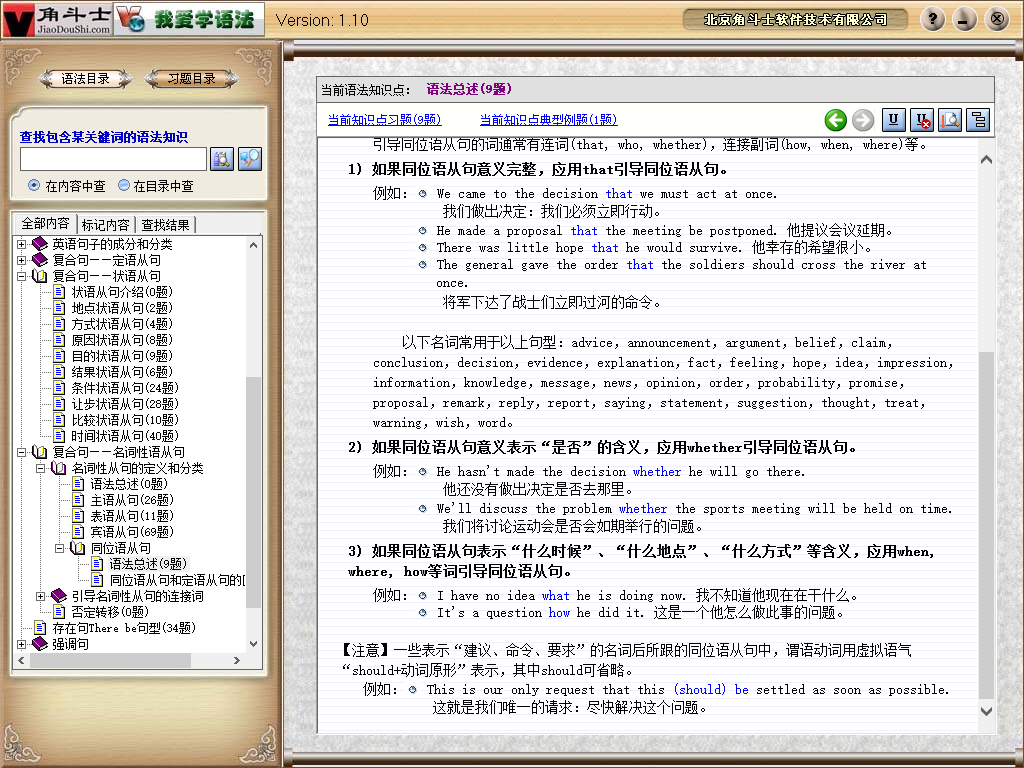 角斗士
JiaoDouShi.com
我爱学语法
Version: 1.10
北京角斗士软件技术有限公司
语法目录
习题目录
查找包含某关键词的语法知识
在内容中查
在目录中查
全部内容
标记内容
查找结果
英语句子的成分和分类
复合句——定语从句
复合句——状语从句
状语从句介绍(0题)
地点状语从句(2题)
方式状语从句(4题)
原因状语从句(8题)
目的状语从句(9题)
结果状语从句(6题)
条件状语从句(24题)
让步状语从句(28题)
比较状语从句(10题)
时间状语从句(40题)
复合句——名词性语从句
名词性从句的定义和分类
语法总述(0题)
主语从句(26题)
表语从句(11题)
宾语从句(69题)
同位语从句
语法总述(9题)
同位语从句和定语从句的[
引导名词性从句的连接词
否定转移(0题)
存在句There be句型(34题)
强调句
当前语法知识点: 语法总述(9题)
当前知识点习题(9题)
当前知识点典型例题(1题)
引导同位语从句的词通常有连词(that, who, whether), 连接副词(how, when, where)等。
1) 如果同位语从句意义完整，应用that引导同位语从句。
例如: We came to the decision that we must act at once.
我们做出决定：我们必须立即行动。
He made a proposal that the meeting be postponed. 他提议会议延期。
There was little hope that he would survive. 他幸存的希望很小。
The general gave the order that the soldiers should cross the river at
once.
将军下达了战士们立即过河的命令。
以下名词常用于以上句型：advice, announcement, argument, belief, claim,
conclusion, decision, evidence, explanation, fact, feeling, hope, idea, impression,
information, knowledge, message, news, opinion, order, probability, promise,
proposal, remark, reply, report, saying, statement, suggestion, thought, treat,
warning, wish, word。
2) 如果同位语从句意义表示“是否”的含义，应用whether引导同位语从句。
例如: He hasn't made the decision whether he will go there.
他还没有做出决定是否去那里。
We'll discuss the problem whether the sports meeting will be held on time.
我们将讨论运动会是否会如期举行的问题。
3) 如果同位语从句表示“什么时候”、“什么地点”、“什么方式”等含义，应用when,
where, how等词引导同位语从句。
例如: I have no idea what he is doing now. 我不知道他现在在干什么。
It's a question how he did it. 这是一个他怎么做此事的问题。
【注意】一些表示“建议、命令、要求”的名词后所跟的同位语从句中，谓语动词用虚拟语气
“should+动词原形”表示，其中should可省略。
例如: This is our only request that this (should) be settled as soon as possible.
这就是我们唯一的请求：尽快解决这个问题。